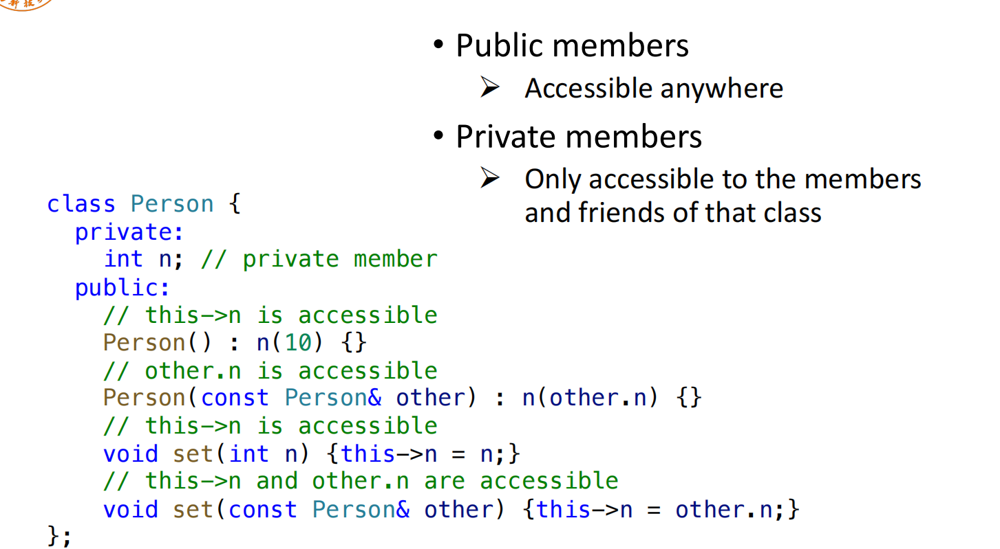 • Public members
➢ Accessible anywhere
• Private members
➢ Only accessible to the members
and friends of that class
class Person {
  private:
    int n; // private member
  public:
    // this->n is accessible
    Person() : n(10) {}
    // other.n is accessible
    Person(const Person& other) : n(other.n) {}
    // this->n is accessible
    void set(int n) {this->n = n;}
    // this->n and other.n are accessible
    void set(const Person& other) {this->n = other.n;}
};